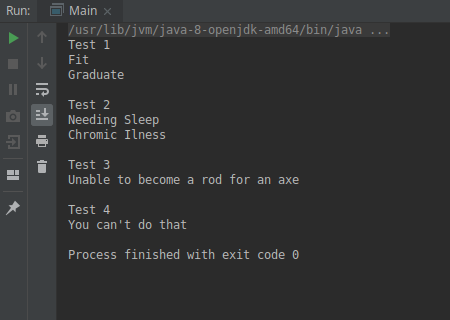 Run: Main
/usr/lib/jvm/java-8-openjdk-amd64/bin/java ...
Test 1
Fit
Graduate
Test 2
Needing Sleep
Chromic Ilness
Test 3
Unable to become a rod for an axe
Test 4
You can't do that
Process finished with exit code 0